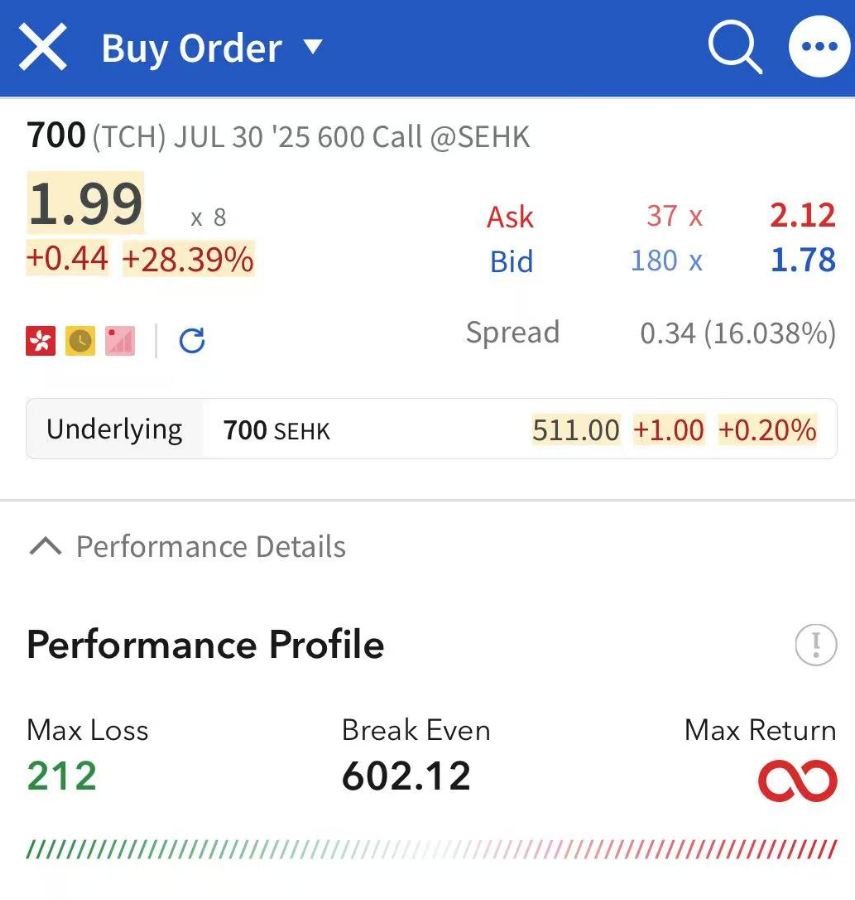 Buy Order
700 (TCH) JUL 30 '25 600 Call @SEHK
1.99 x 8
+0.44 +28.39%
Ask 37 x 2.12
Bid 180 x 1.78
Spread 0.34 (16.038%)
Underlying 700 SEHK 511.00 +1.00 +0.20%
Performance Details
Performance Profile
Max Loss Break Even Max Return
212 602.12 ∞